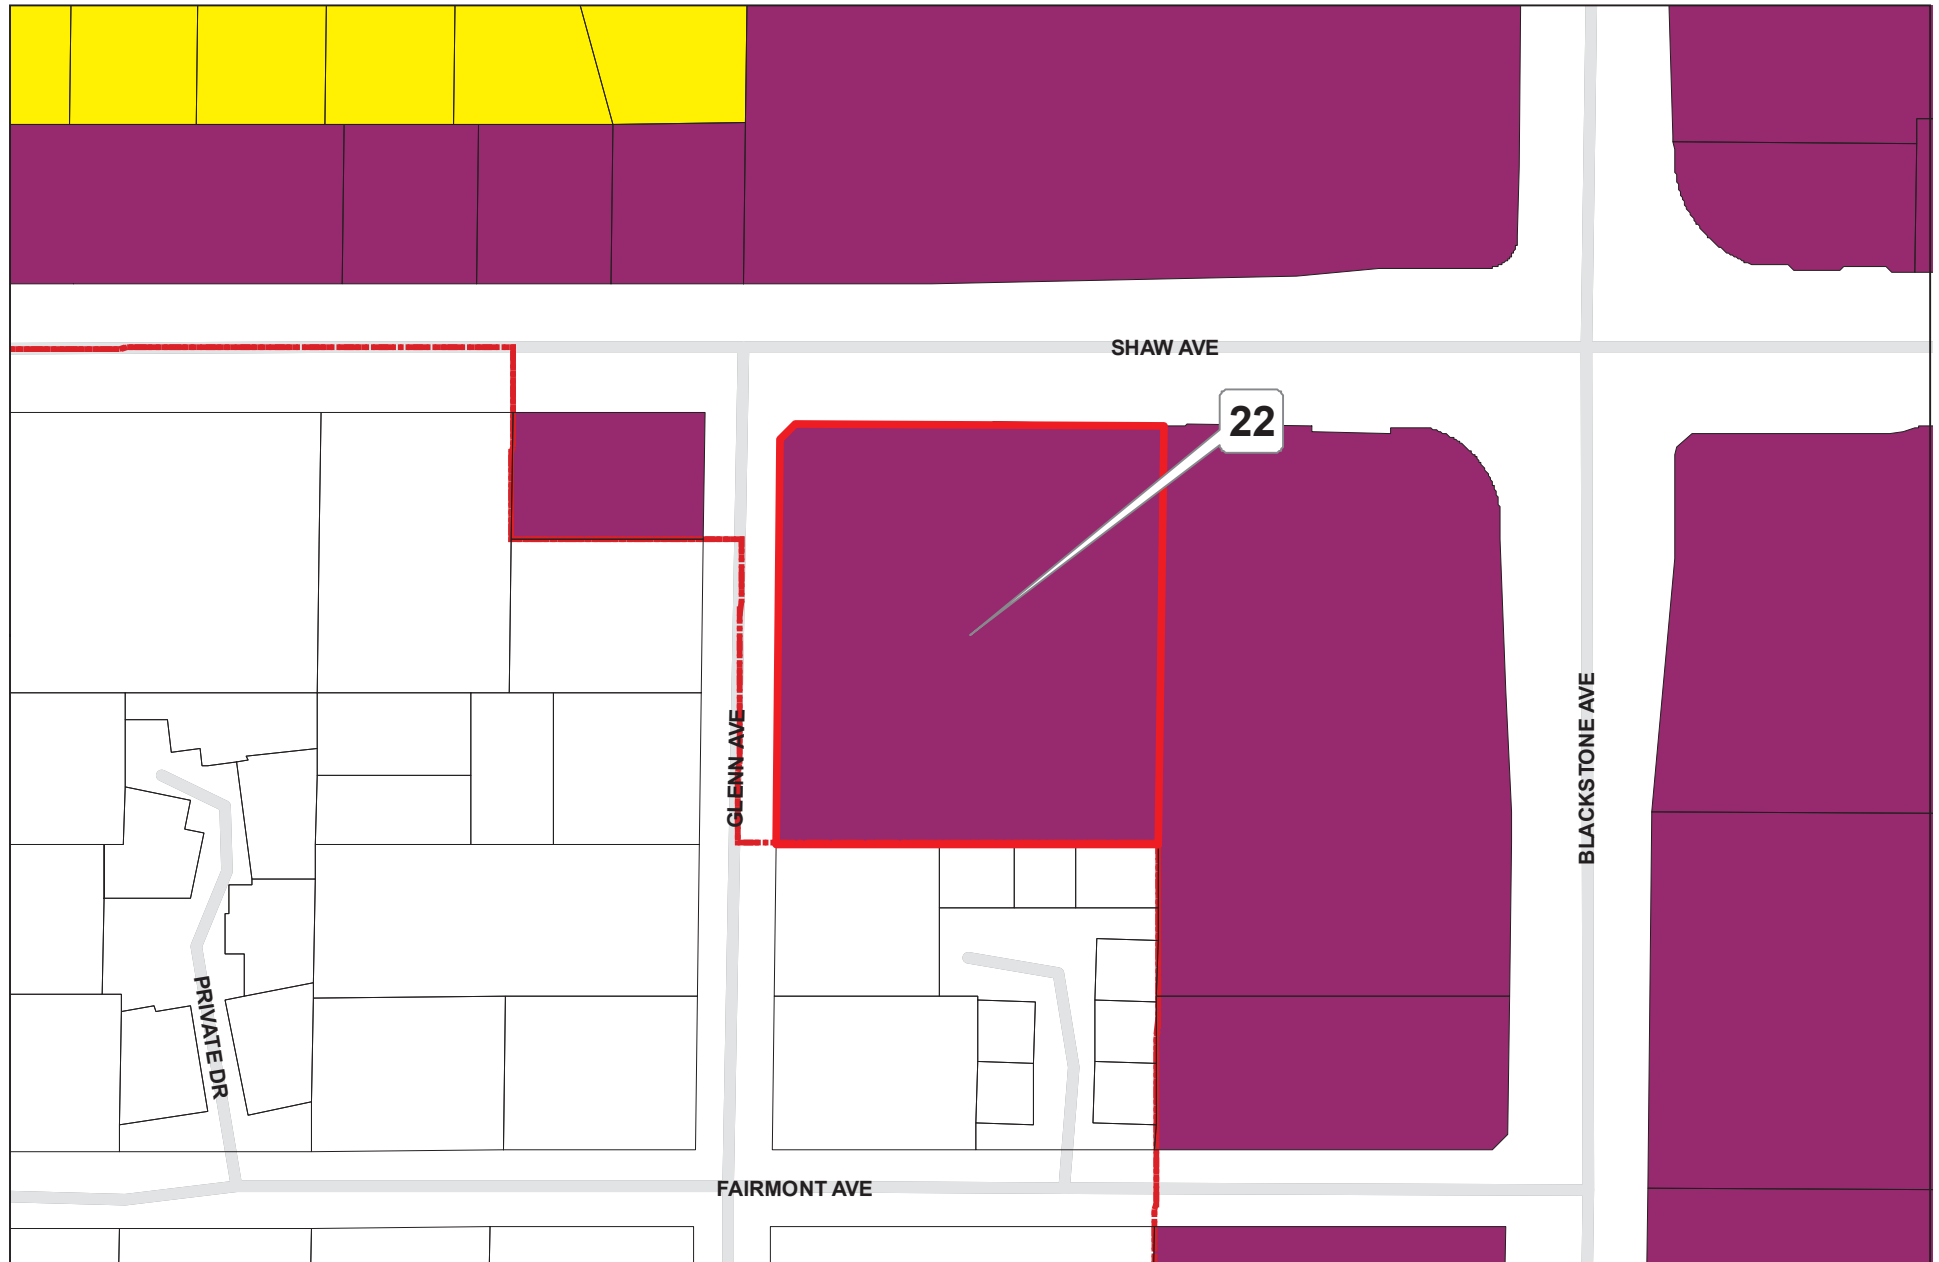 SHAW AVE
22
GLENN AVE
BLACKSTONE AVE
PRIVATE DR
FAIRMONT AVE